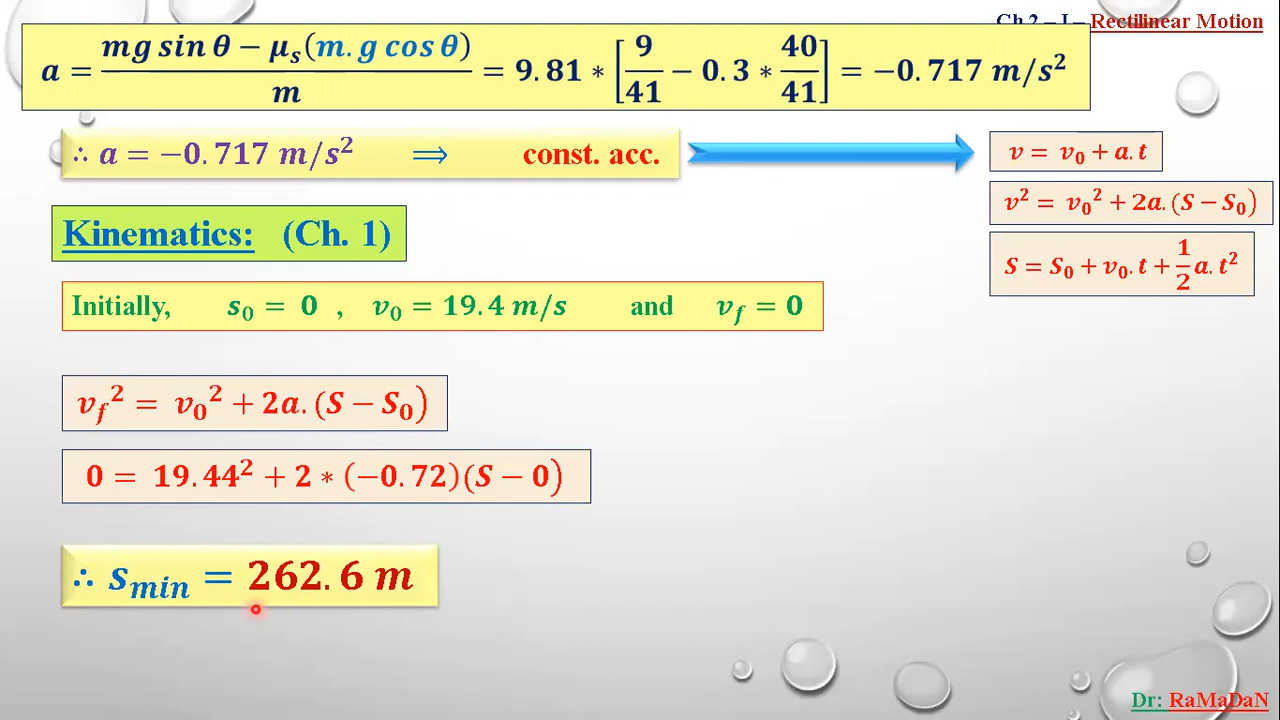 Ch 2 – I – Rectilinear Motion
a = (mg sin θ − μₛ(m.g cos θ))/m = 9.81 * [9/41 − 0.3 * 40/41] = −0.717 m/s²
∴ a = −0.717 m/s² ⟹ const. acc.
v = v₀ + a.t
v² = v₀² + 2a.(S − S₀)
S = S₀ + v₀.t + 1/2 a.t²
Kinematics: (Ch. 1)
Initially, s₀ = 0 , v₀ = 19.4 m/s and v_f = 0
v_f² = v₀² + 2a.(S − S₀)
0 = 19.44² + 2 * (−0.72)(S − 0)
∴ s_min = 262.6 m
Dr: RaMaDaN